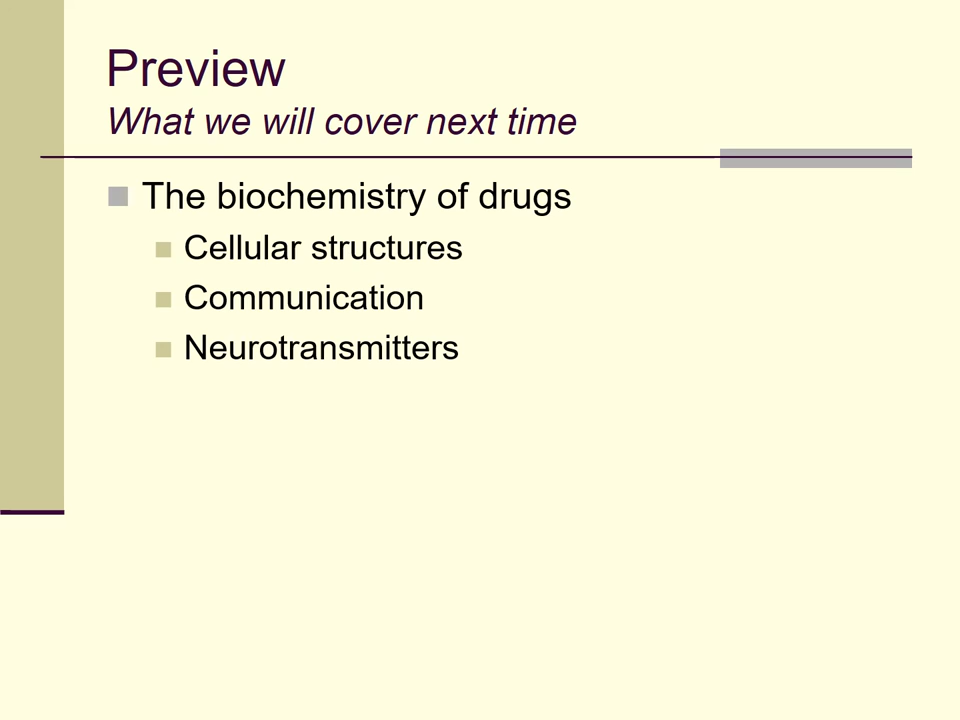 Preview
What we will cover next time
The biochemistry of drugs
Cellular structures
Communication
Neurotransmitters